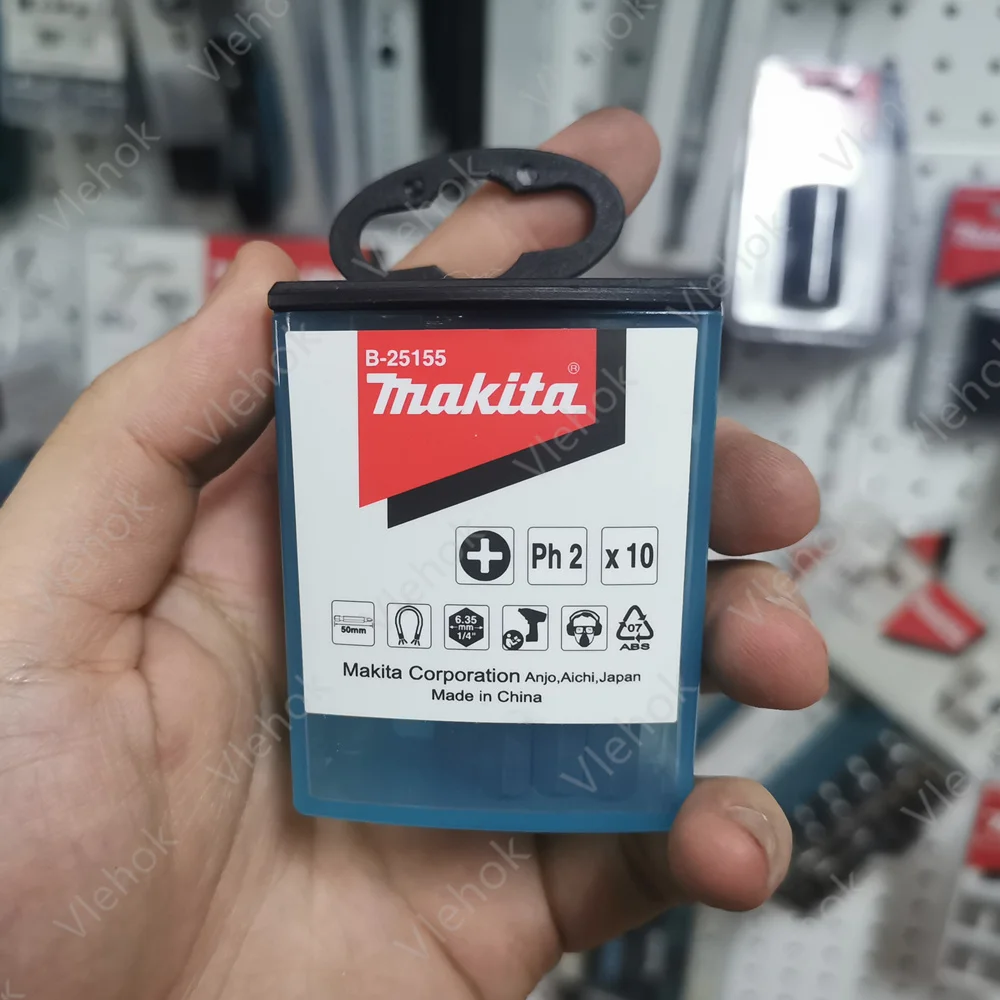 B-25155
makita®
Ph 2
x 10
50mm
6.35
mm
1/4"
07
ABS
Makita Corporation Anjo,Aichi,Japan
Made in China
Vlehok